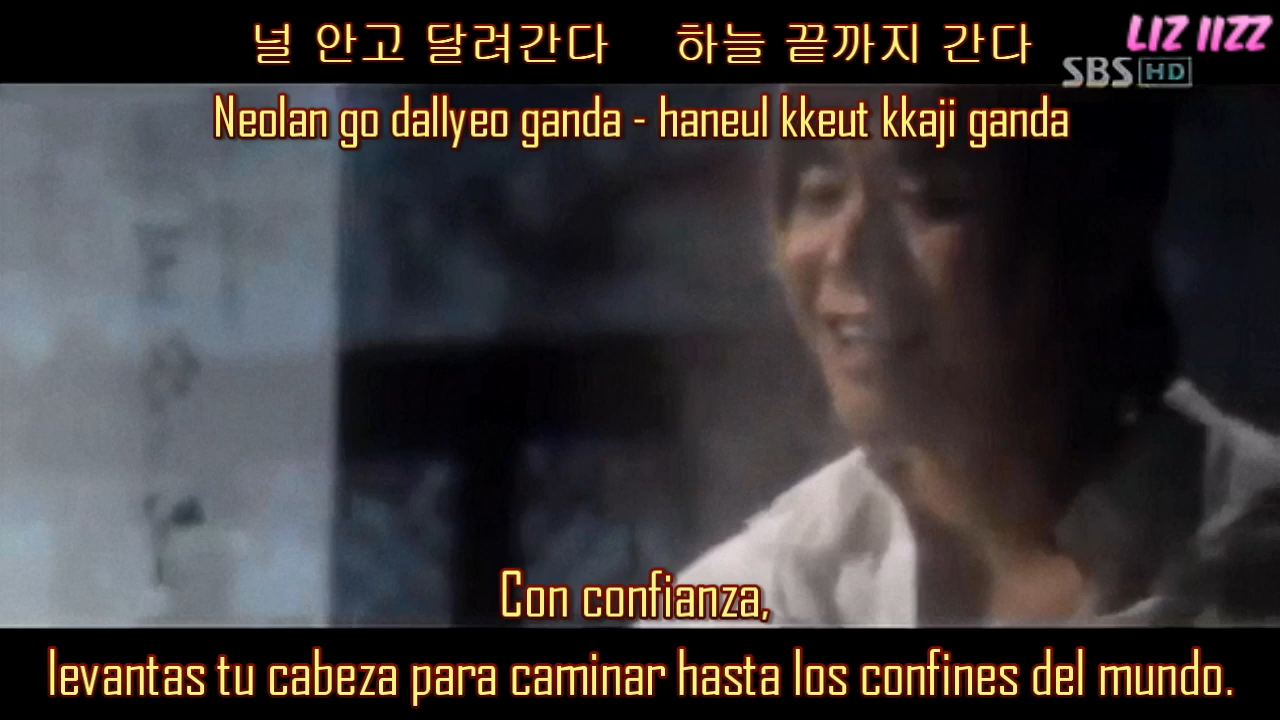 널 안고 달려간다 하늘 끝까지 간다
LIZ IIZZ
SBS HD
Neolan go dallyeo ganda - haneul kkeut kkaji ganda
Con confianza,
levantas tu cabeza para caminar hasta los confines del mundo.